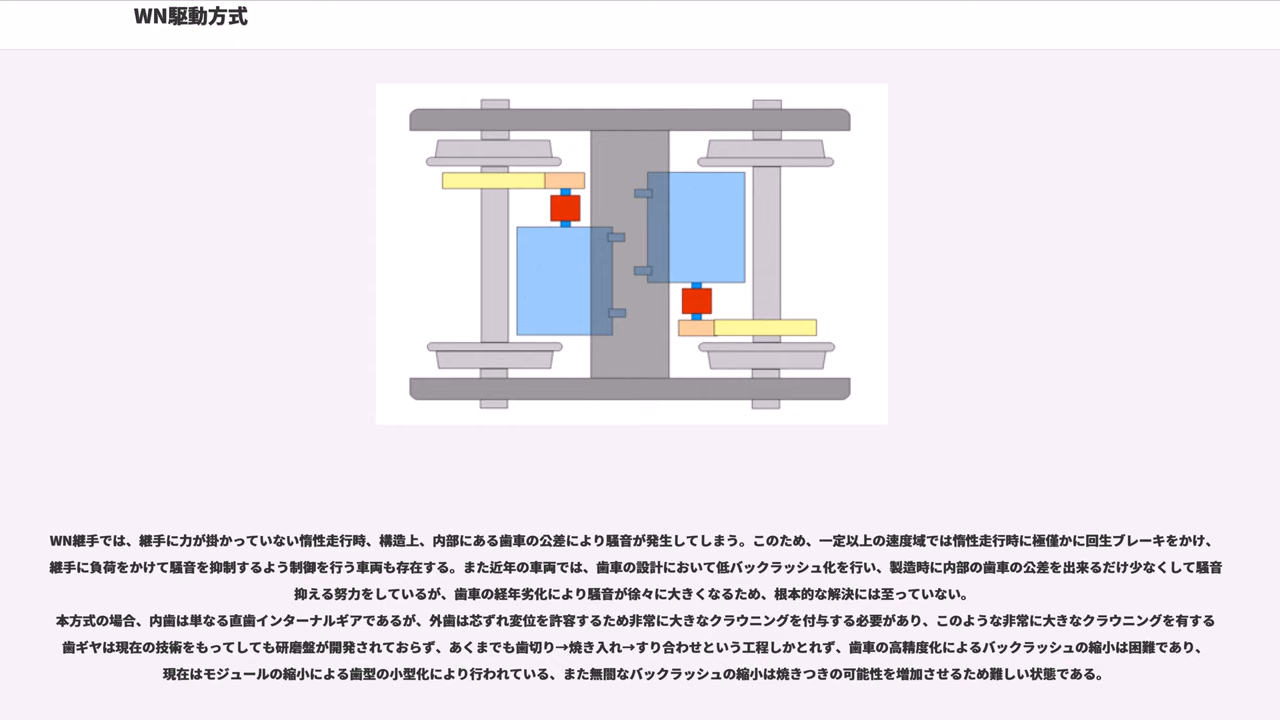 WN駆動方式
WN継手では、継手に力が掛かっていない惰性走行時、構造上、内部にある歯車の公差により騒音が発生してしまう。このため、一定以上の速度域では惰性走行時に極僅かに回生ブレーキをかけ、
継手に負荷をかけて騒音を抑制するよう制御を行う車両も存在する。また近年の車両では、歯車の設計において低バックラッシュ化を行い、製造時に内部の歯車の公差を出来るだけ少なくして騒音
抑える努力をしているが、歯車の経年劣化により騒音が徐々に大きくなるため、根本的な解決には至っていない。
本方式の場合、内歯は単なる直歯インターナルギアであるが、外歯は芯ずれ変位を許容するため非常に大きなクラウニングを付与する必要があり、このような非常に大きなクラウニングを有する
歯ギヤは現在の技術をもってしても研磨盤が開発されておらず、あくまでも歯切り→焼き入れ→すり合わせという工程しかとれず、歯車の高精度化によるバックラッシュの縮小は困難であり、
現在はモジュールの縮小による歯型の小型化により行われている、また無闇なバックラッシュの縮小は焼きつきの可能性を増加させるため難しい状態である。